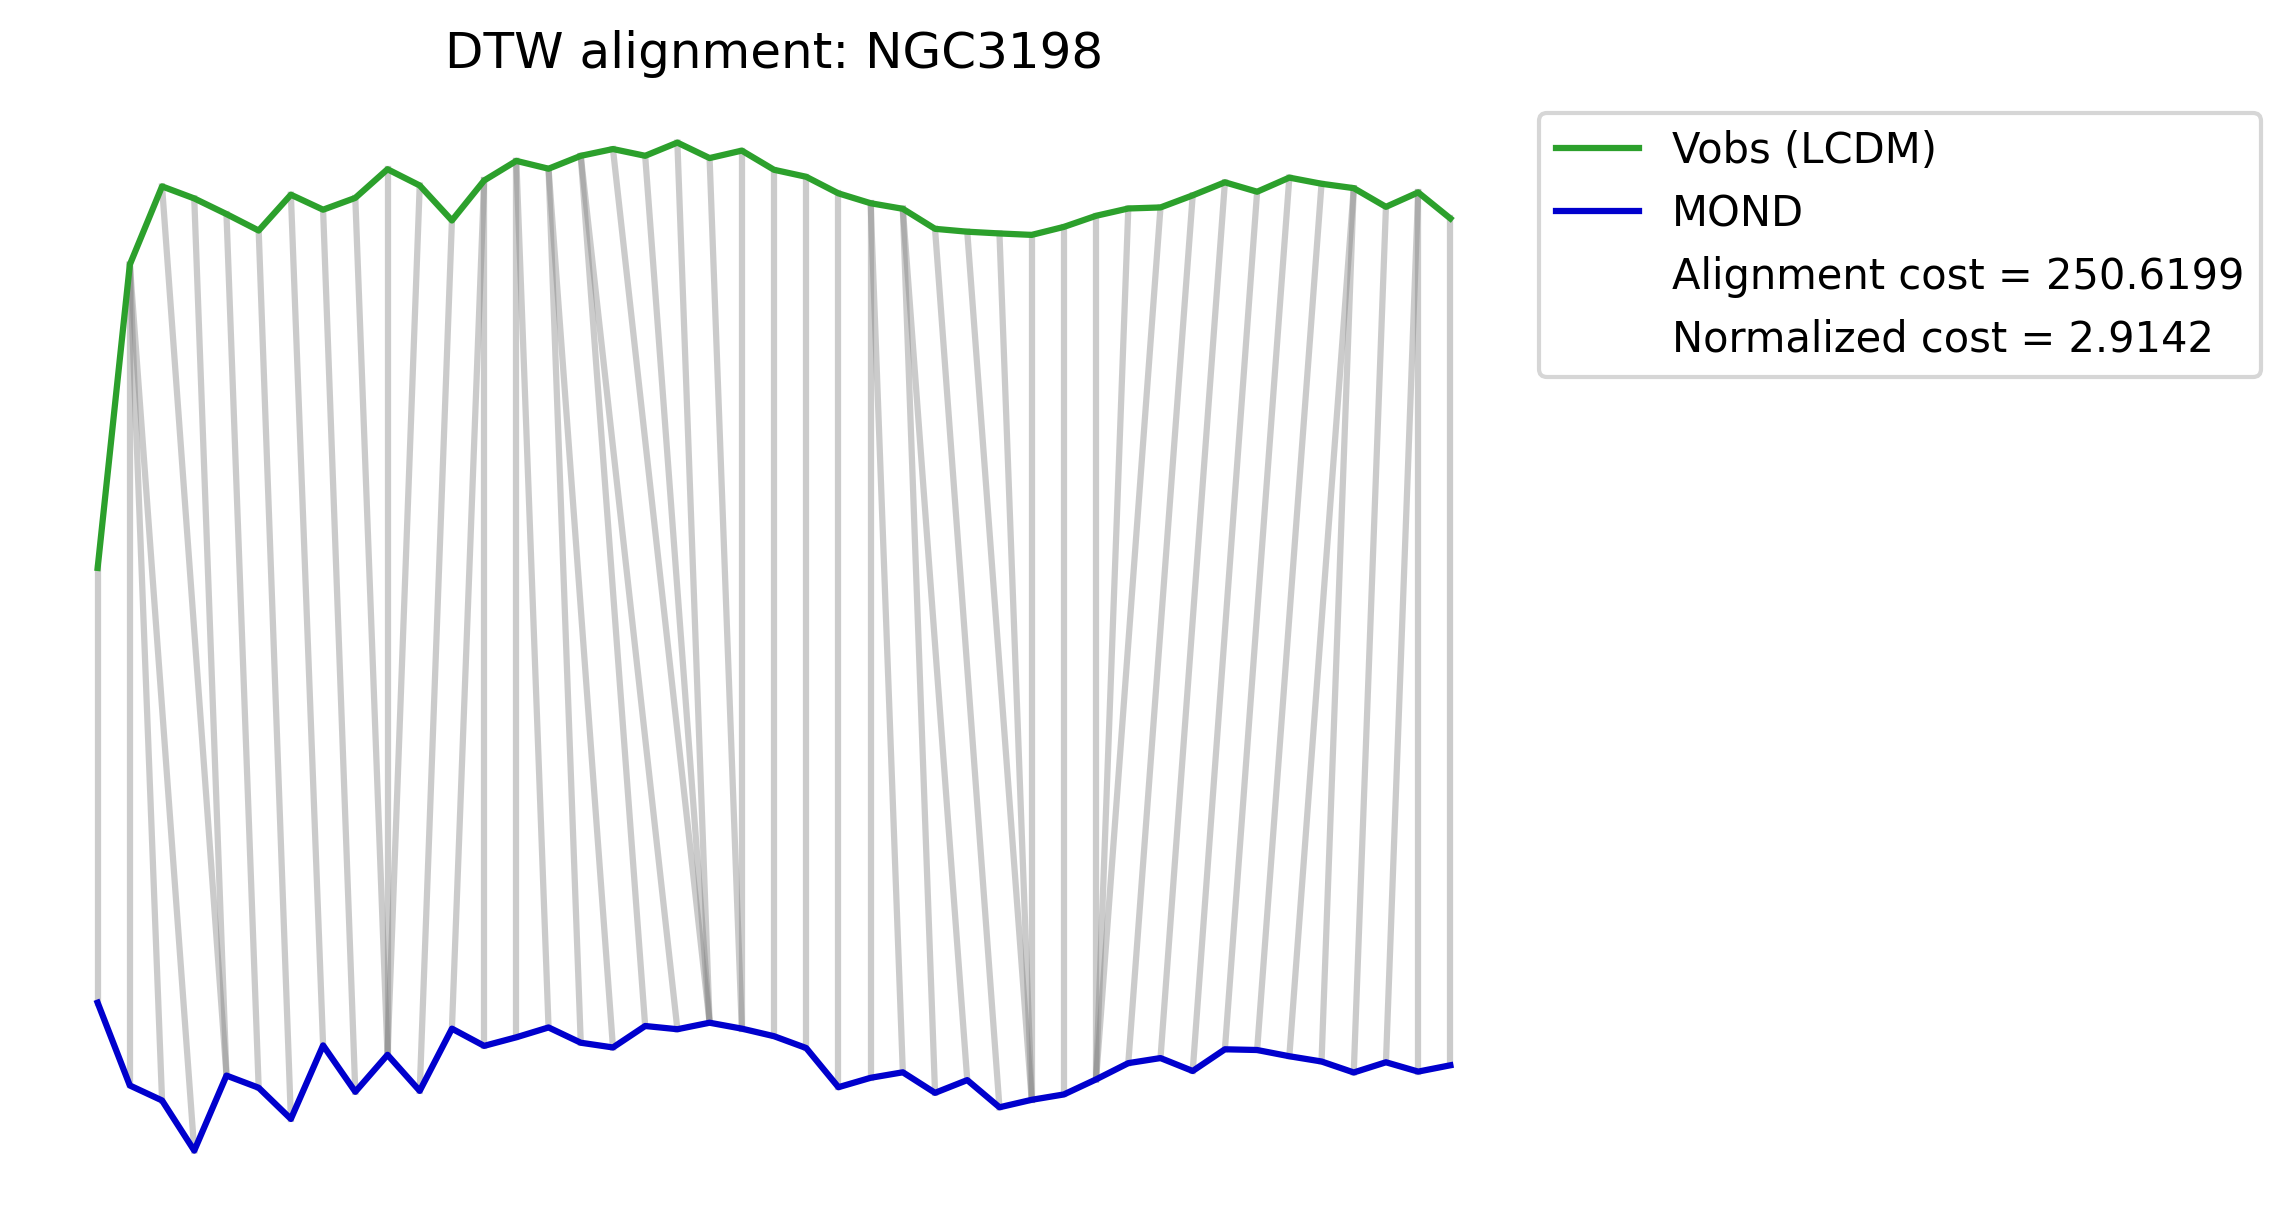 DTW alignment: NGC3198
Vobs (LCDM)
MOND
Alignment cost = 250.6199
Normalized cost = 2.9142